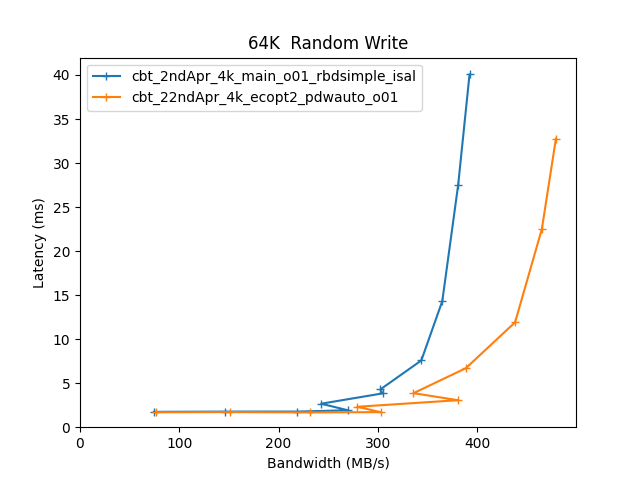 64K  Random Write
cbt_2ndApr_4k_main_o01_rbdsimple_isal
cbt_22ndApr_4k_ecopt2_pdwauto_o01
40
35
30
25
20
15
10
5
0
Latency (ms)
0 100 200 300 400
Bandwidth (MB/s)